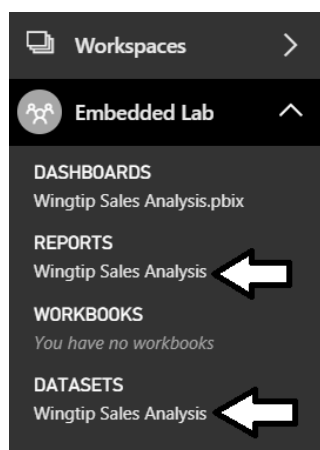 Workspaces
Embedded Lab
DASHBOARDS
Wingtip Sales Analysis.pbix
REPORTS
Wingtip Sales Analysis
WORKBOOKS
You have no workbooks
DATASETS
Wingtip Sales Analysis